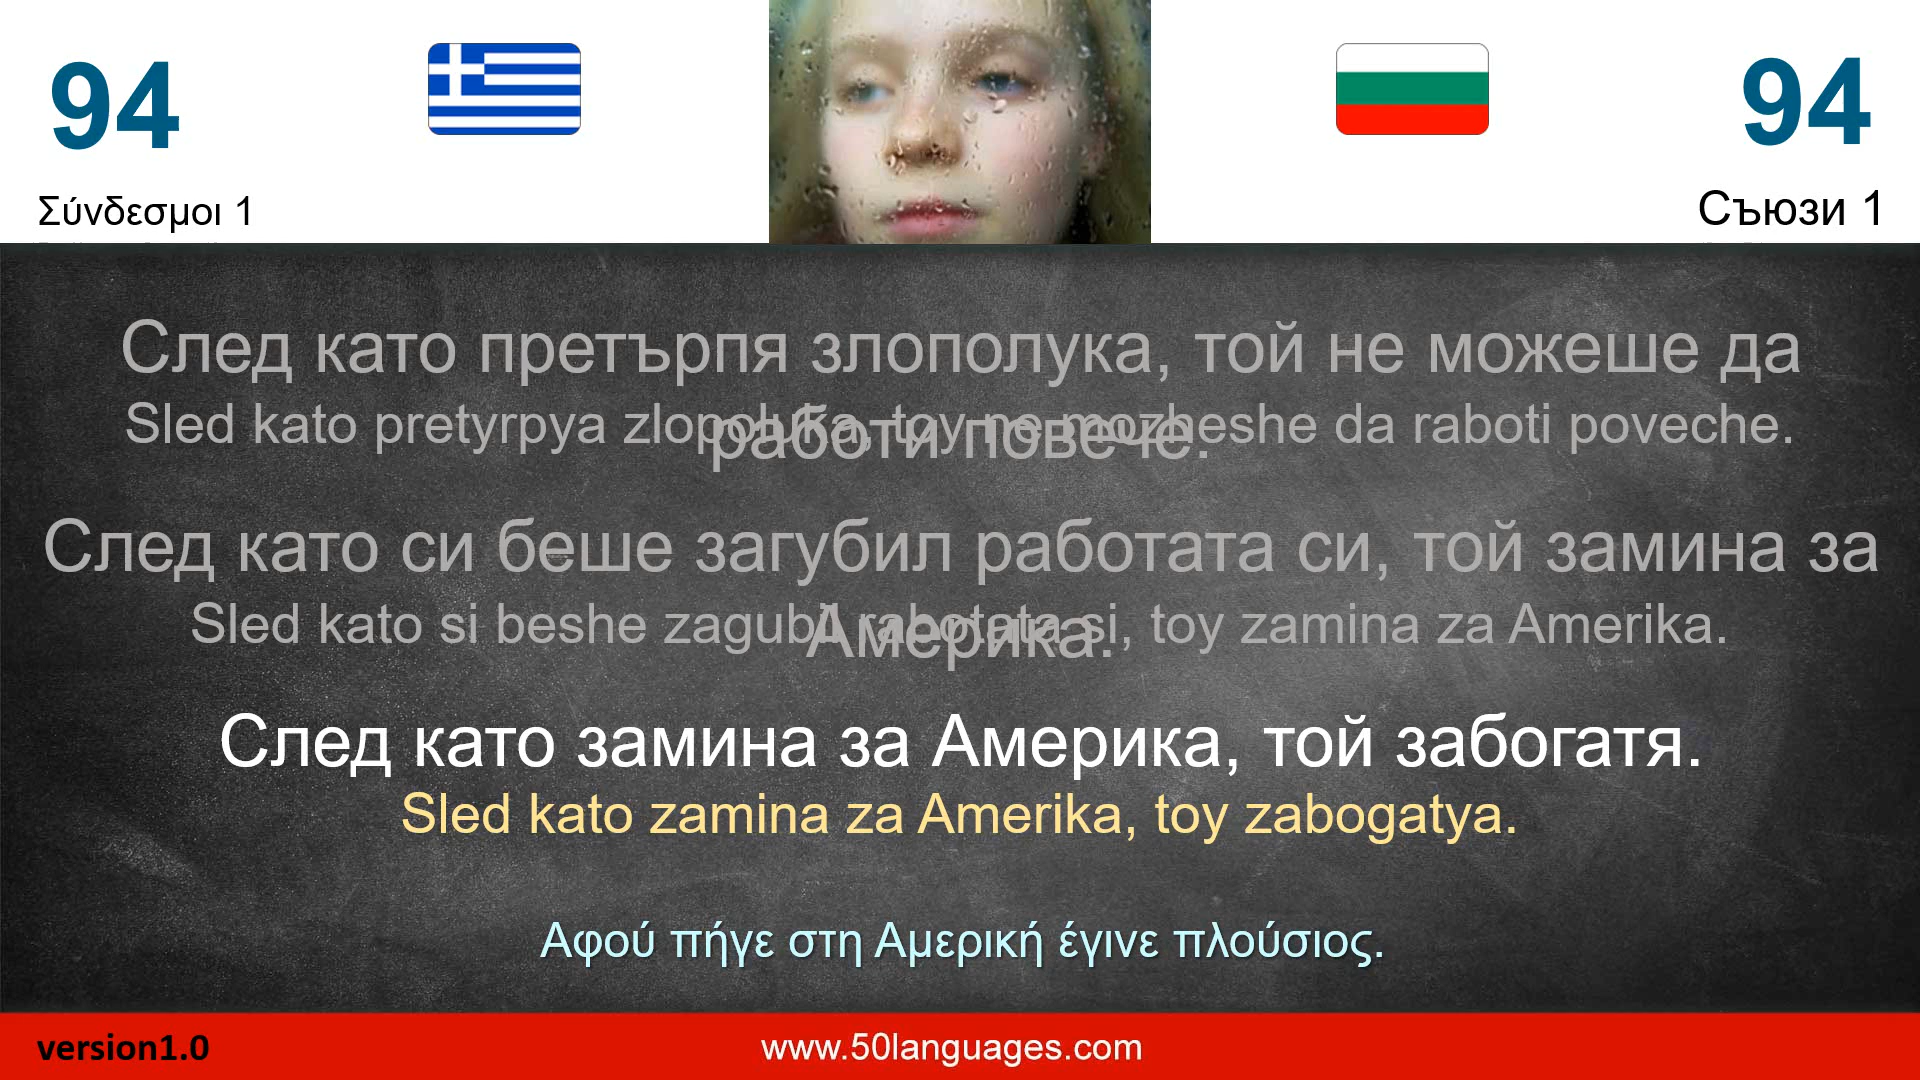 94
94
Σύνδεσμοι 1
Съюзи 1
След като претърпя злополука, той не можеше да
работи повече.
Sled kato pretyrpya zlopoluka, toy ne mozheshe da raboti poveche.
След като си беше загубил работата си, той замина за
Америка.
Sled kato si beshe zagubil rabotata si, toy zamina za Amerika.
След като замина за Америка, той забогатя.
Sled kato zamina za Amerika, toy zabogatya.
Αφού πήγε στη Αμερική έγινε πλούσιος.
version1.0
www.50languages.com